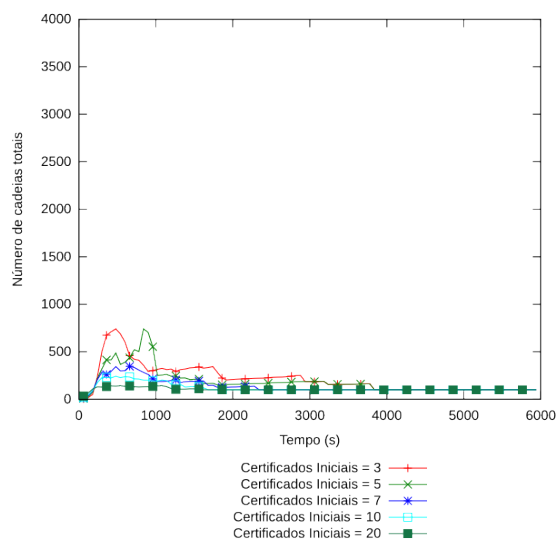 4000
3500
3000
2500
2000
1500
1000
500
0
Número de cadeias totais
0 1000 2000 3000 4000 5000 6000
Tempo (s)
Certificados Iniciais = 3
Certificados Iniciais = 5
Certificados Iniciais = 7
Certificados Iniciais = 10
Certificados Iniciais = 20